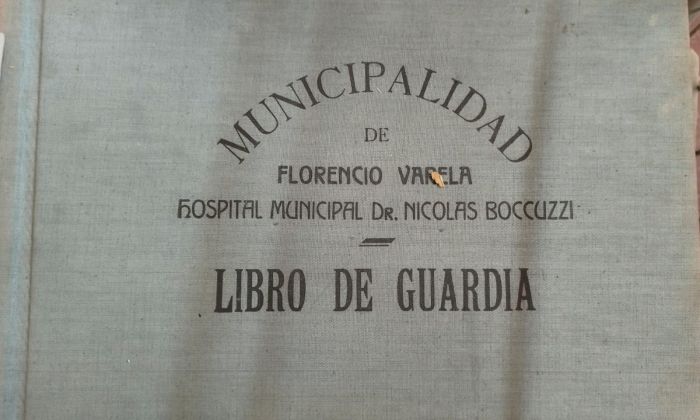 MUNICIPALIDAD
DE
FLORENCIO VARELA
HOSPITAL MUNICIPAL DR. NICOLAS BOCCUZZI
LIBRO DE GUARDIA